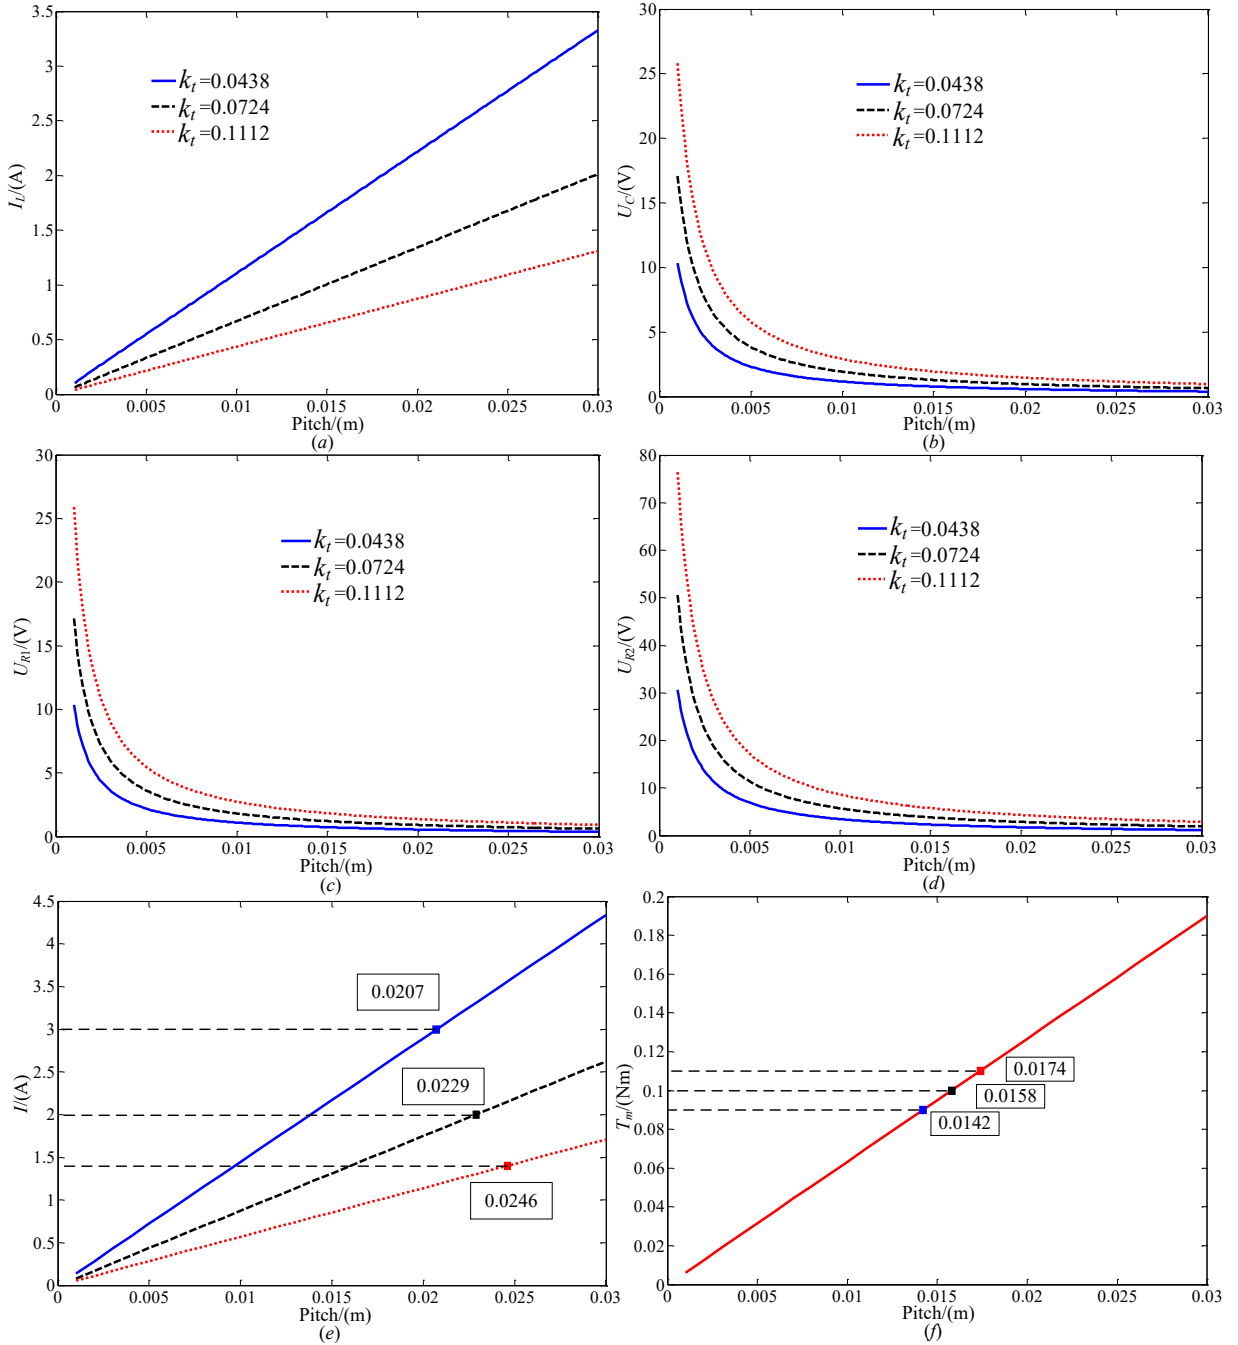 3.5
3
2.5
2
1.5
1
0.5
0
I_L/(A)
k_t=0.0438
k_t=0.0724
k_t=0.1112
0 0.005 0.01 0.015 0.02 0.025 0.03
Pitch/(m)
(a)
30
25
20
15
10
5
0
U_C/(V)
k_t=0.0438
k_t=0.0724
k_t=0.1112
0 0.005 0.01 0.015 0.02 0.025 0.03
Pitch/(m)
(b)
30
25
20
15
10
5
0
U_{R1}/(V)
k_t=0.0438
k_t=0.0724
k_t=0.1112
0 0.005 0.01 0.015 0.02 0.025 0.03
Pitch/(m)
(c)
80
70
60
50
40
30
20
10
0
U_{R2}/(V)
k_t=0.0438
k_t=0.0724
k_t=0.1112
0 0.005 0.01 0.015 0.02 0.025 0.03
Pitch/(m)
(d)
4.5
4
3.5
3
2.5
2
1.5
1
0.5
0
I/(A)
0.0207
0.0229
0.0246
0 0.005 0.01 0.015 0.02 0.025 0.03
Pitch/(m)
(e)
0.2
0.18
0.16
0.14
0.12
0.1
0.08
0.06
0.04
0.02
0
T_m/(Nm)
0.0174
0.0158
0.0142
0 0.005 0.01 0.015 0.02 0.025 0.03
Pitch/(m)
(f)